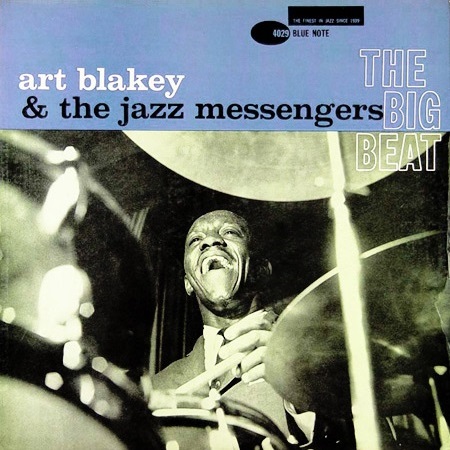 THE FINEST IN JAZZ SINCE 1939
4029 BLUE NOTE
THE
BIG
BEAT
art blakey
& the jazz messengers